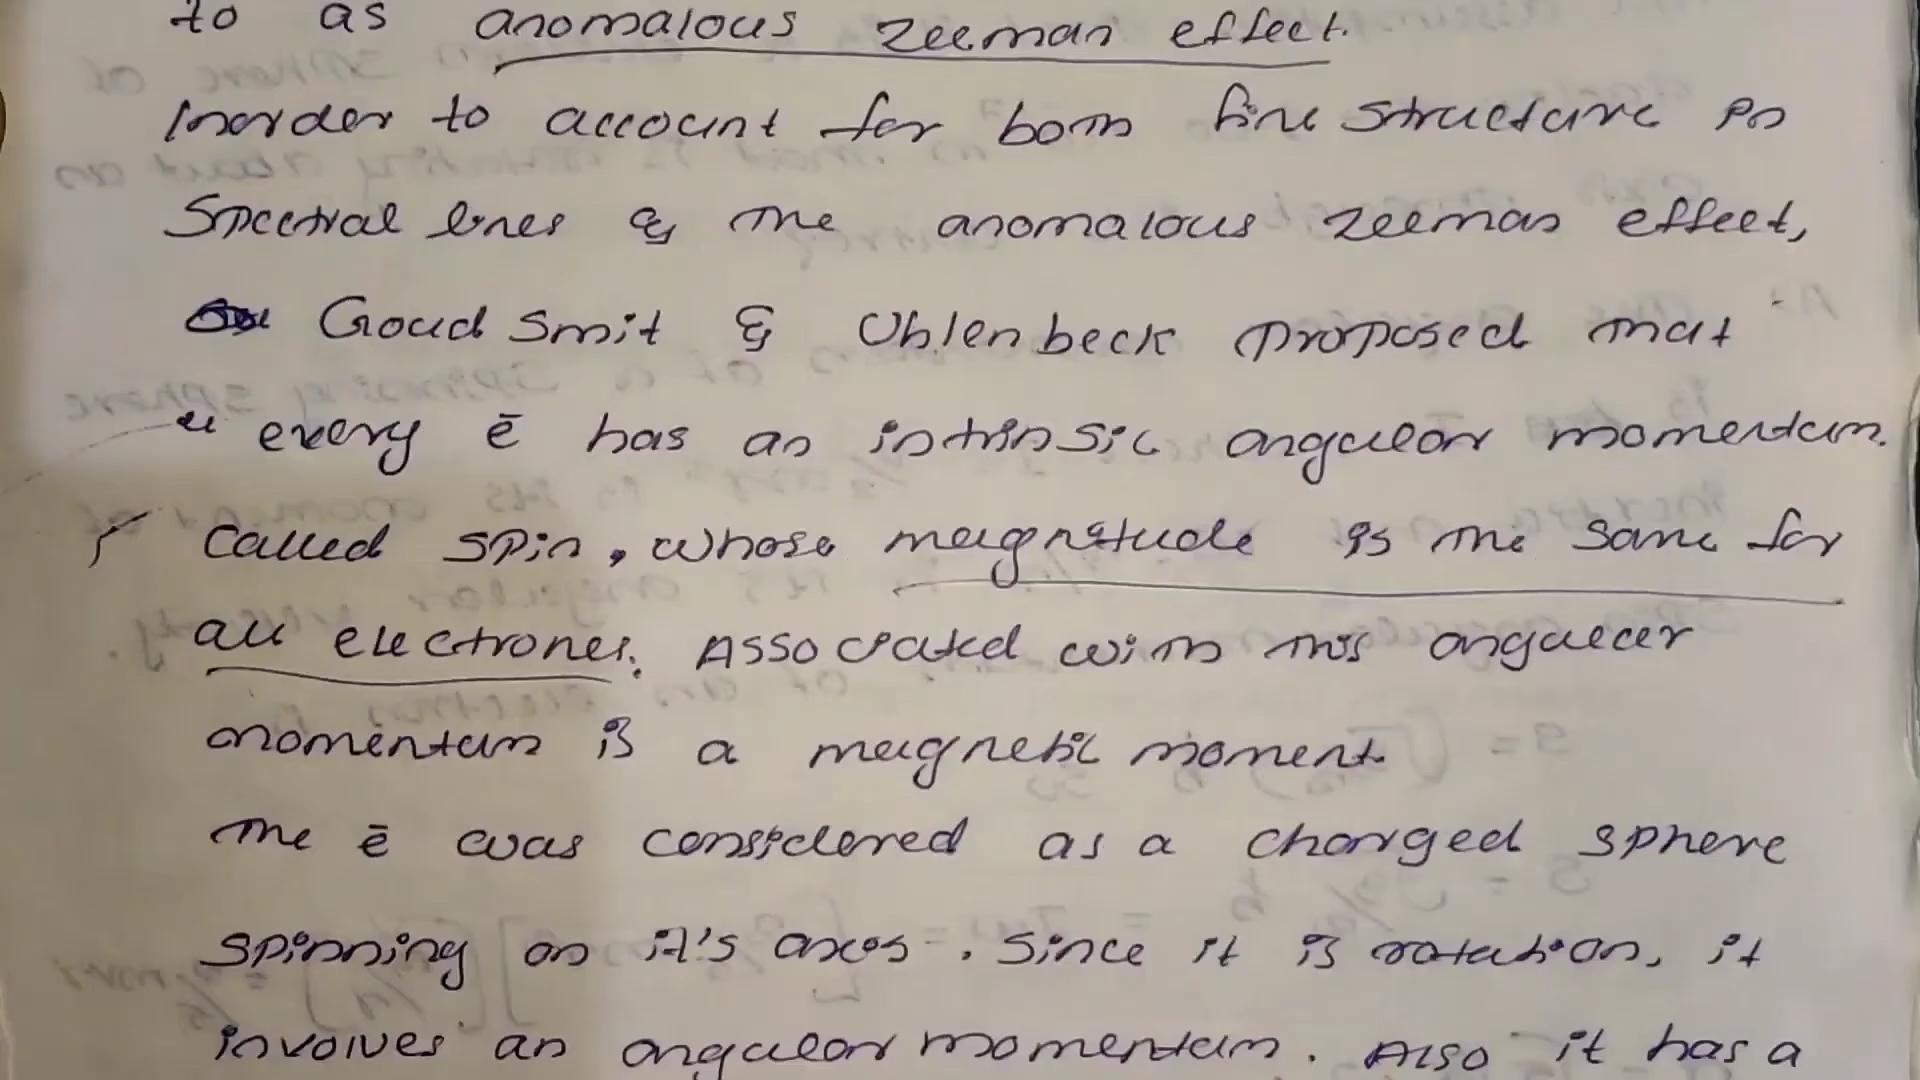 to as anomalous zeeman effect.
Inorder to account for both fine structure in
Spectral lines & the anomalous zeeman effect,
Goud Smit & Uhlenbeck proposed that
" every ē has an intrinsic angular momentum.
Called spin, whose magnitude is the same for
all electrones. Associated with this angular
momentum is a magnetic moment.
The ē was considered as a charged sphere
spinning on it's axis. Since it is rotation, it
involves an angular momentum. Also it has a